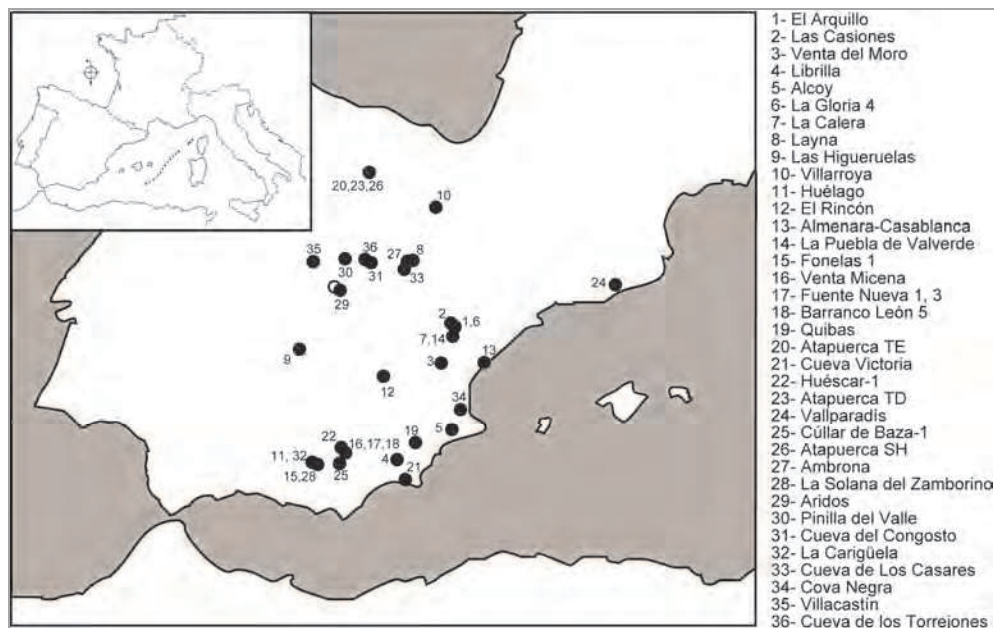 20,23,26
10
35
36
27
8
30
31
33
29
24
2
1,6
7,14
9
3
13
12
34
19
5
22
16,17,18
11, 32
4
15,28
25
21
1- El Arquillo
2- Las Casiones
3- Venta del Moro
4- Librilla
5- Alcoy
6- La Gloria 4
7- La Calera
8- Layna
9- Las Higueruelas
10- Villarroya
11- Huélago
12- El Rincón
13- Almenara-Casablanca
14- La Puebla de Valverde
15- Fonelas 1
16- Venta Micena
17- Fuente Nueva 1, 3
18- Barranco León 5
19- Quibas
20- Atapuerca TE
21- Cueva Victoria
22- Huéscar-1
23- Atapuerca TD
24- Vallparadís
25- Cúllar de Baza-1
26- Atapuerca SH
27- Ambrona
28- La Solana del Zamborino
29- Aridos
30- Pinilla del Valle
31- Cueva del Congosto
32- La Carigüela
33- Cueva de Los Casares
34- Cova Negra
35- Villacastín
36- Cueva de los Torrejones